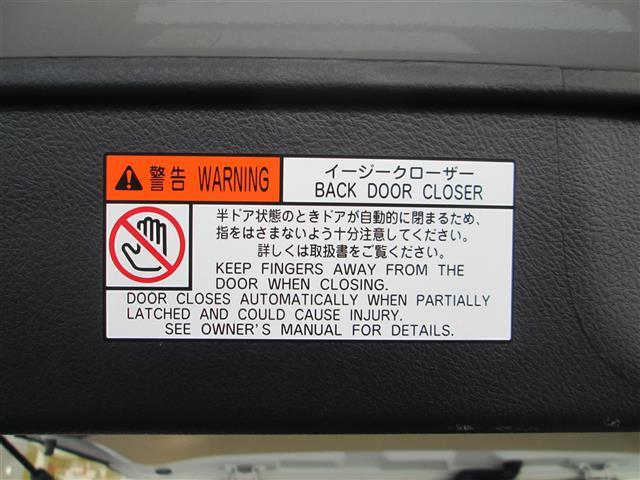 警告 WARNING
イージークローザー
BACK DOOR CLOSER
半ドア状態のときドアが自動的に閉まるため、
指をはさまないよう十分注意してください。
詳しくは取扱書をご覧ください。
KEEP FINGERS AWAY FROM THE
DOOR WHEN CLOSING.
DOOR CLOSES AUTOMATICALLY WHEN PARTIALLY
LATCHED AND COULD CAUSE INJURY.
SEE OWNER'S MANUAL FOR DETAILS.